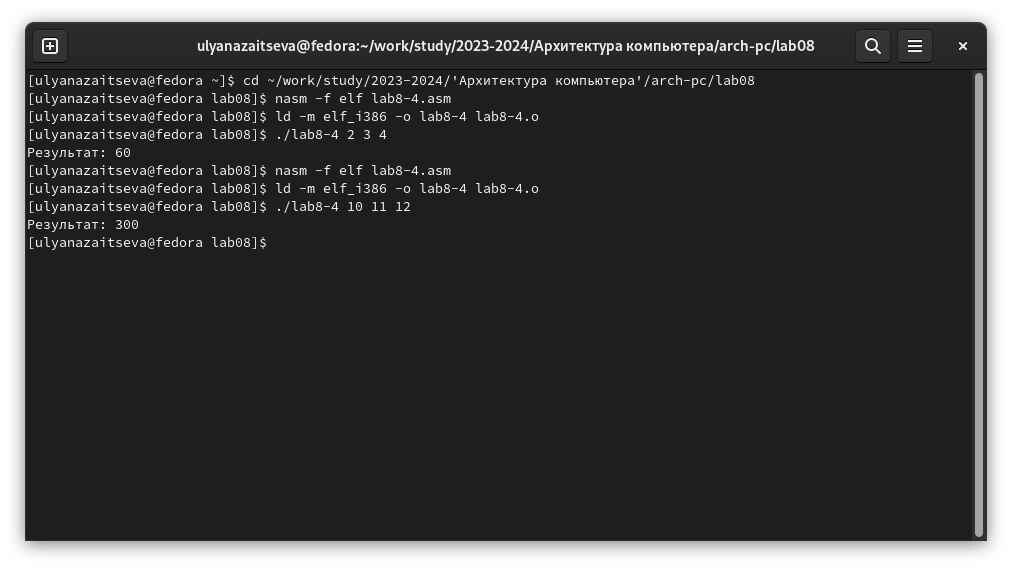 ulyanazaitseva@fedora:~/work/study/2023-2024/Архитектура компьютера/arch-pc/lab08
[ulyanazaitseva@fedora ~]$ cd ~/work/study/2023-2024/'Архитектура компьютера'/arch-pc/lab08
[ulyanazaitseva@fedora lab08]$ nasm -f elf lab8-4.asm
[ulyanazaitseva@fedora lab08]$ ld -m elf_i386 -o lab8-4 lab8-4.o
[ulyanazaitseva@fedora lab08]$ ./lab8-4 2 3 4
Результат: 60
[ulyanazaitseva@fedora lab08]$ nasm -f elf lab8-4.asm
[ulyanazaitseva@fedora lab08]$ ld -m elf_i386 -o lab8-4 lab8-4.o
[ulyanazaitseva@fedora lab08]$ ./lab8-4 10 11 12
Результат: 300
[ulyanazaitseva@fedora lab08]$